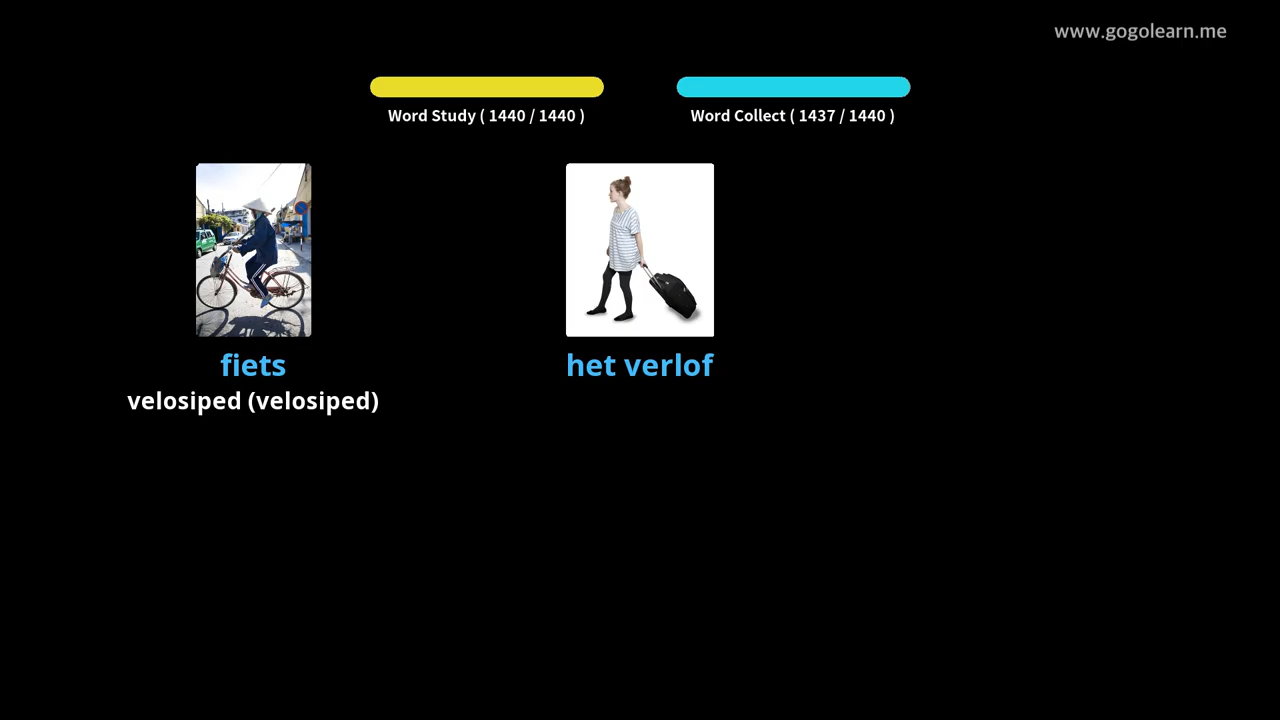 www.gogolearn.me
Word Study ( 1440 / 1440 )
Word Collect ( 1437 / 1440 )
fiets
velosiped (velosiped)
het verlof